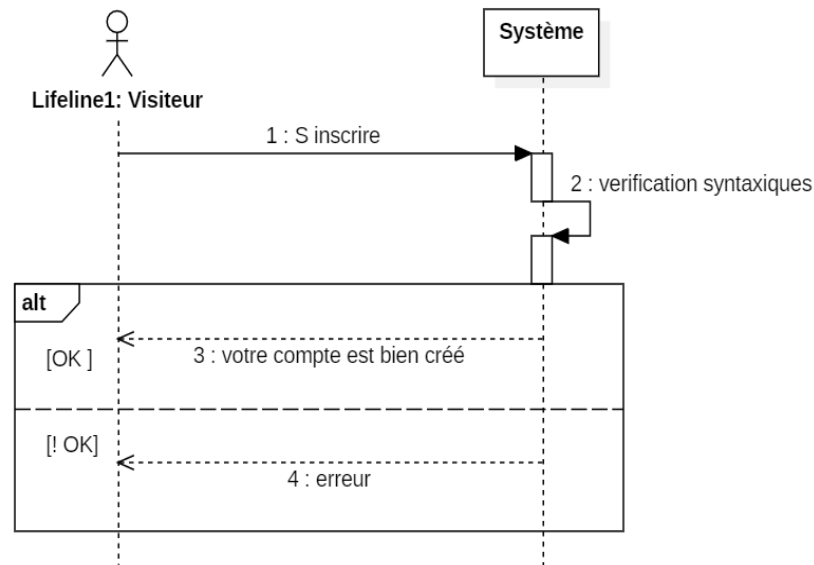 Système
Lifeline1: Visiteur
1 : S inscrire
2 : verification syntaxiques
alt
[OK ]
3 : votre compte est bien créé
[! OK]
4 : erreur